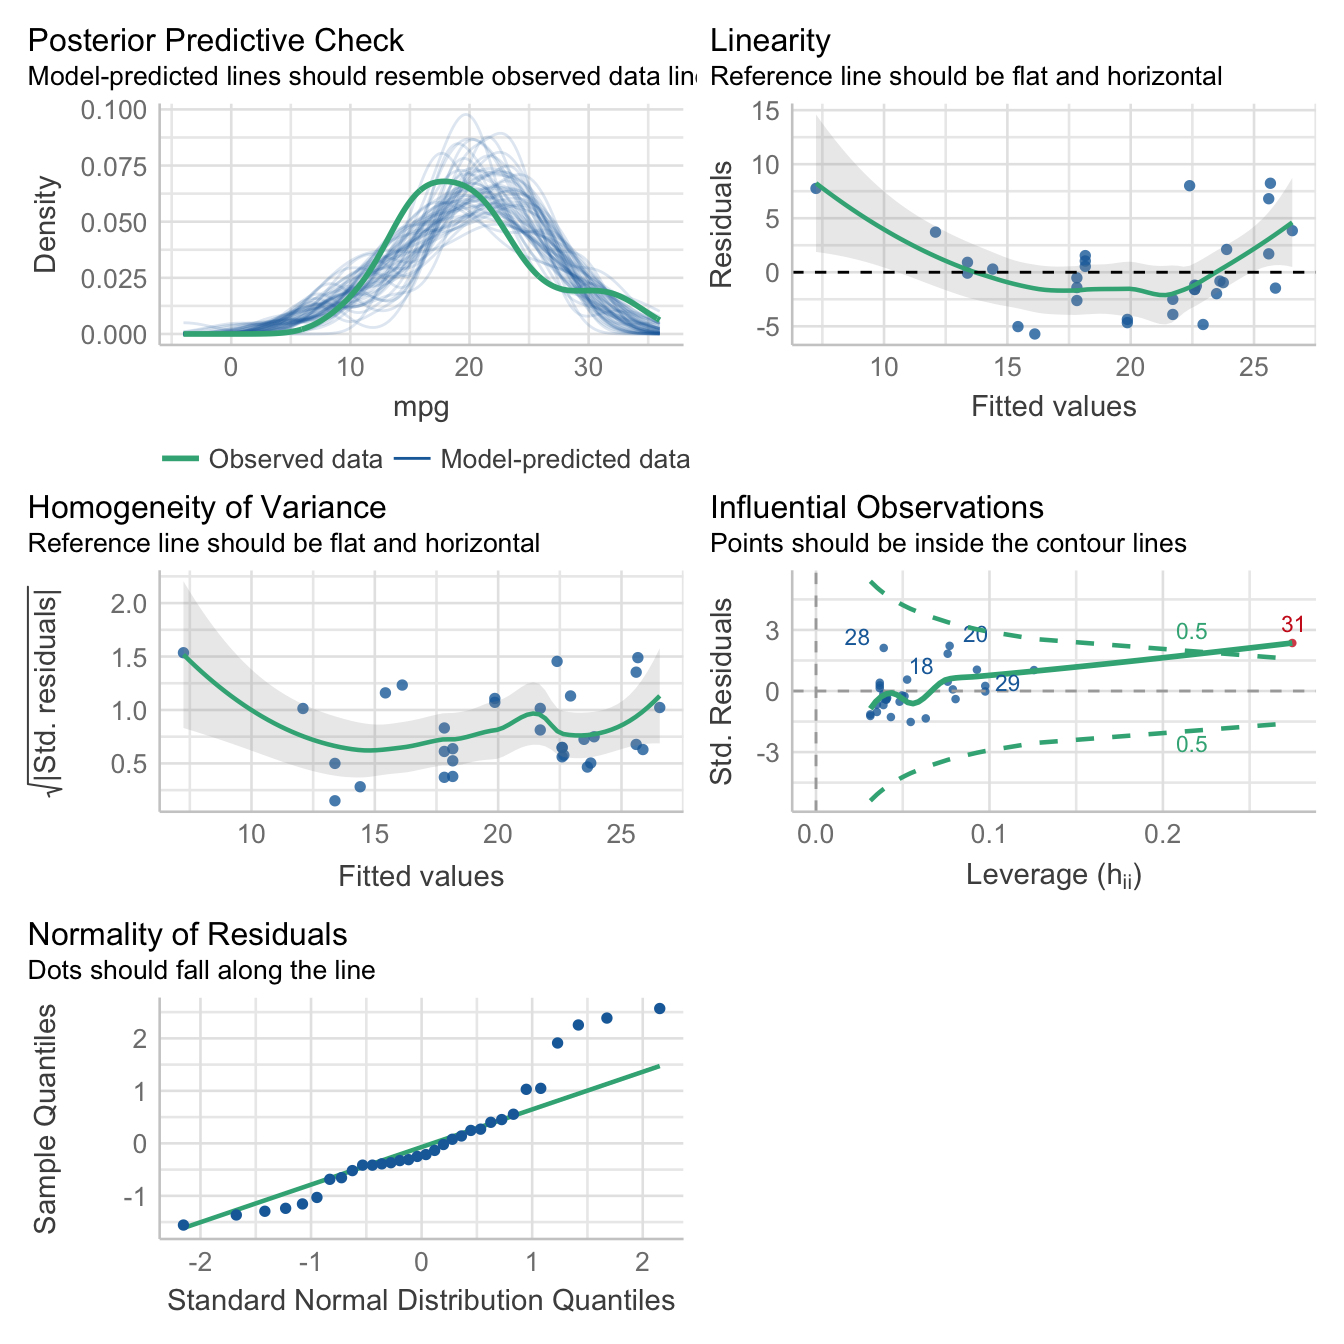 Posterior Predictive Check
Model-predicted lines should resemble observed data lin
0.100
0.075
0.050
0.025
0.000
Density
0 10 20 30
mpg
Observed data Model-predicted data
Linearity
Reference line should be flat and horizontal
15
10
5
0
-5
Residuals
10 15 20 25
Fitted values
Homogeneity of Variance
Reference line should be flat and horizontal
2.0
1.5
1.0
0.5
√|Std. residuals|
10 15 20 25
Fitted values
Influential Observations
Points should be inside the contour lines
3
0
-3
Std. Residuals
28
20
18
29
31
0.5
0.5
0.0 0.1 0.2
Leverage (hᵢᵢ)
Normality of Residuals
Dots should fall along the line
2
1
0
-1
Sample Quantiles
-2 -1 0 1 2
Standard Normal Distribution Quantiles